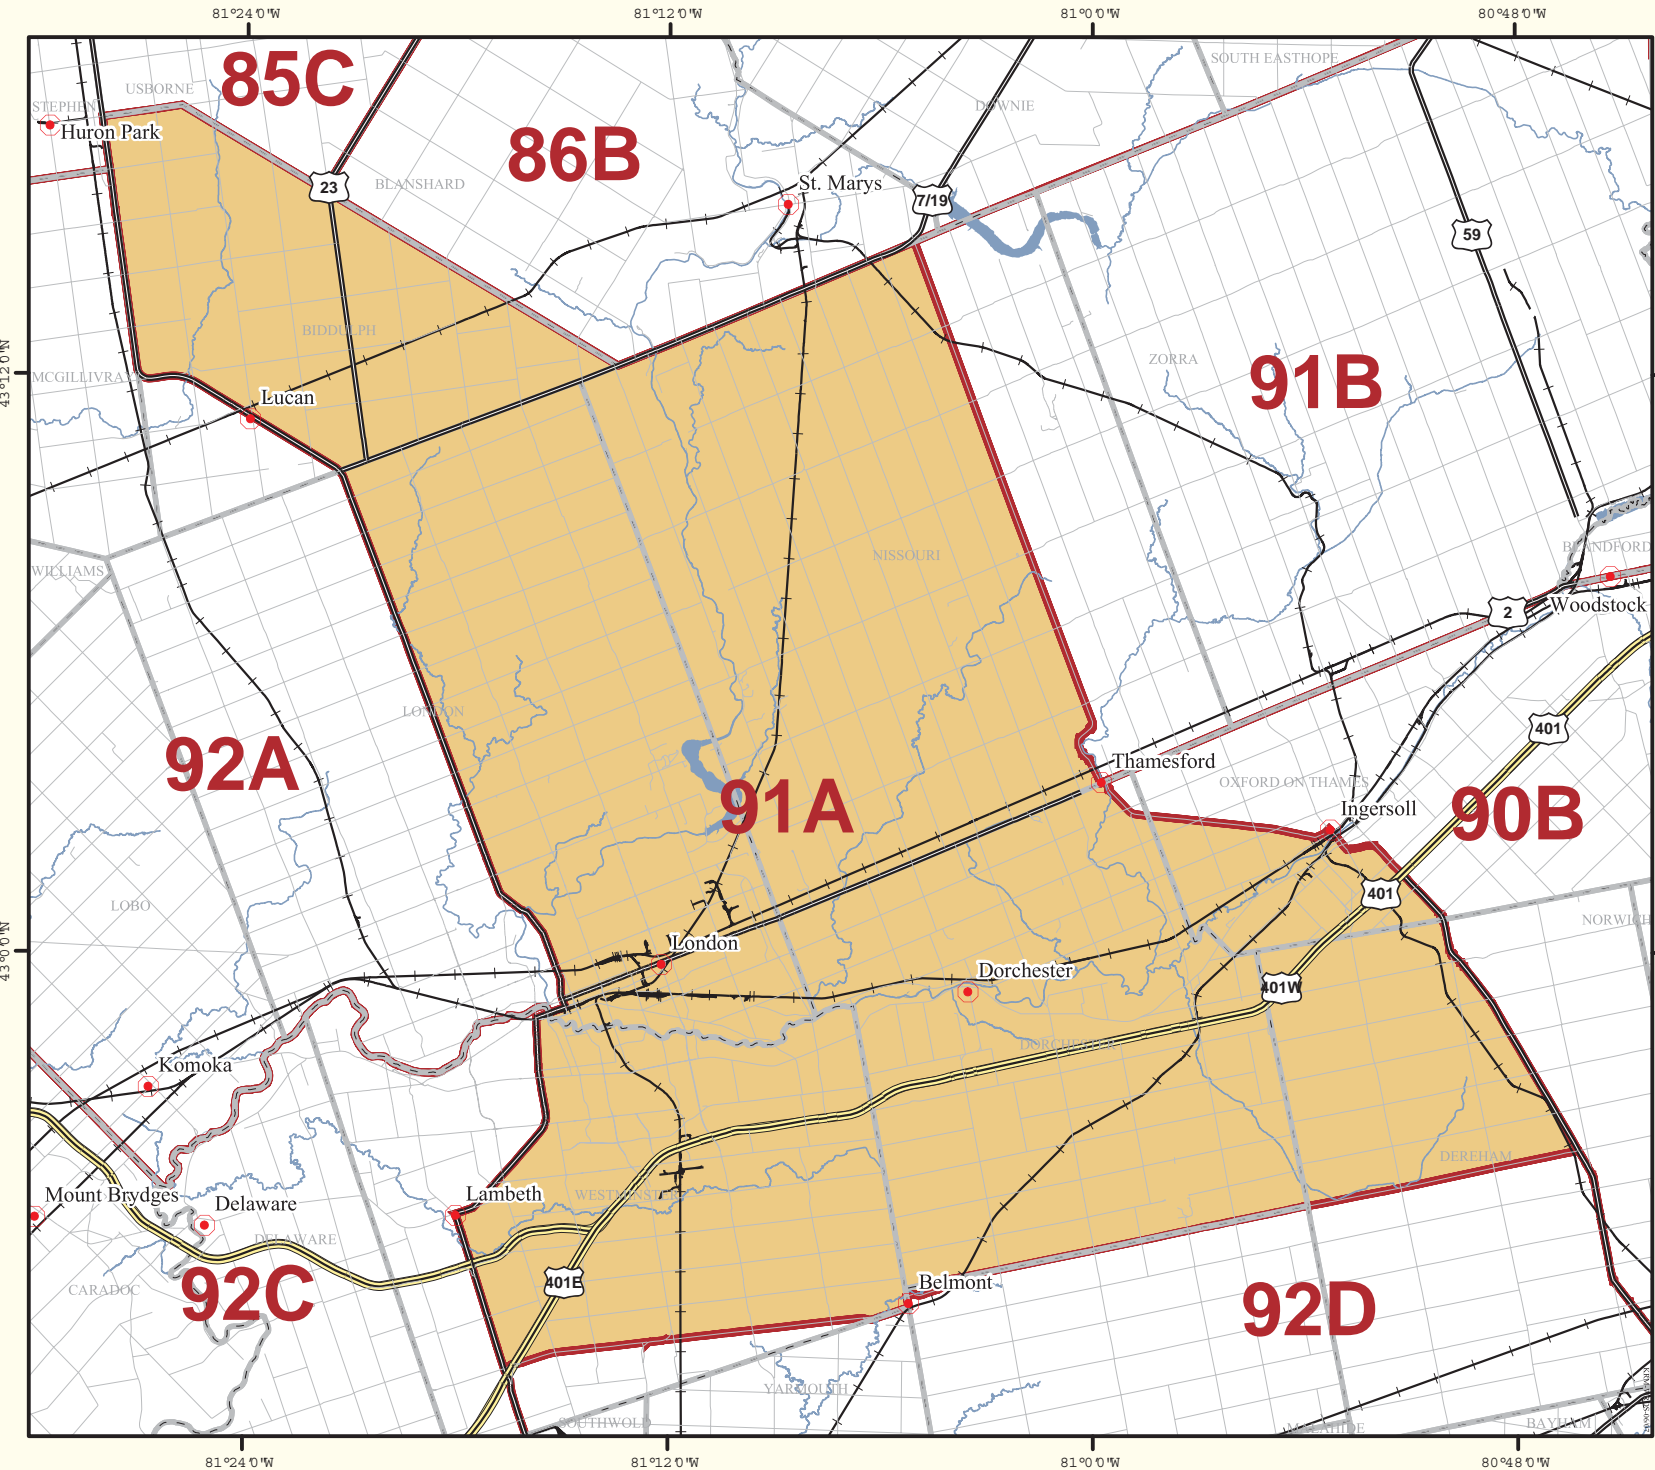 81°24'0"W
81°12'0"W
81°0'0"W
80°48'0"W
85C
USBORNE
STEPHEN
Huron Park
86B
SOUTH EASTHOPE
DOWNIE
BLANSHARD
23
St. Marys
7/19
59
BIDDULPH
43°12'0"N
MCGILLIVRAY
Lucan
ZORRA
91B
NISSOURI
BLANDFORD
WILLIAMS
Woodstock
2
LONDON
401
92A
91A
Thamesford
OXFORD ON THAMES
Ingersoll
90B
401
LOBO
NORWICH
London
43°0'0"N
Dorchester
401W
DORCHESTER
Komoka
DEREHAM
Mount Brydges
Delaware
Lambeth
WESTMINSTER
DELAWARE
CARADOC
92C
401E
Belmont
92D
YARMOUTH
SOUTHWOLD
MALAHIDE
BAYHAM
81°24'0"W
81°12'0"W
81°0'0"W
80°48'0"W